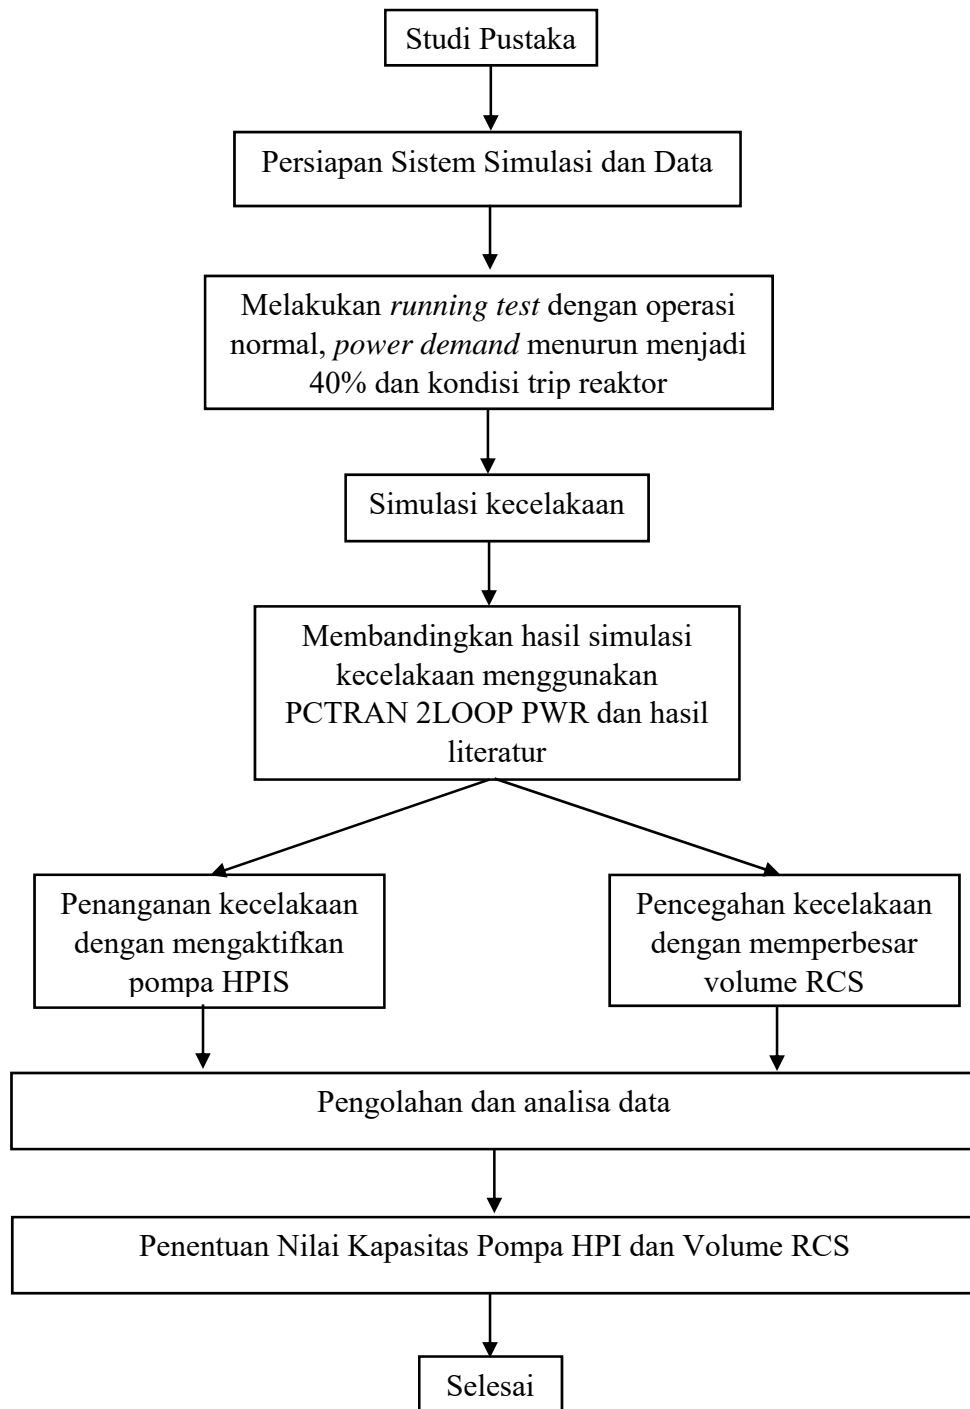 Studi Pustaka
Persiapan Sistem Simulasi dan Data
Melakukan running test dengan operasi
normal, power demand menurun menjadi
40% dan kondisi trip reaktor
Simulasi kecelakaan
Membandingkan hasil simulasi
kecelakaan menggunakan
PCTRAN 2LOOP PWR dan hasil
literatur
Penanganan kecelakaan
dengan mengaktifkan
pompa HPIS
Pencegahan kecelakaan
dengan memperbesar
volume RCS
Pengolahan dan analisa data
Penentuan Nilai Kapasitas Pompa HPI dan Volume RCS
Selesai